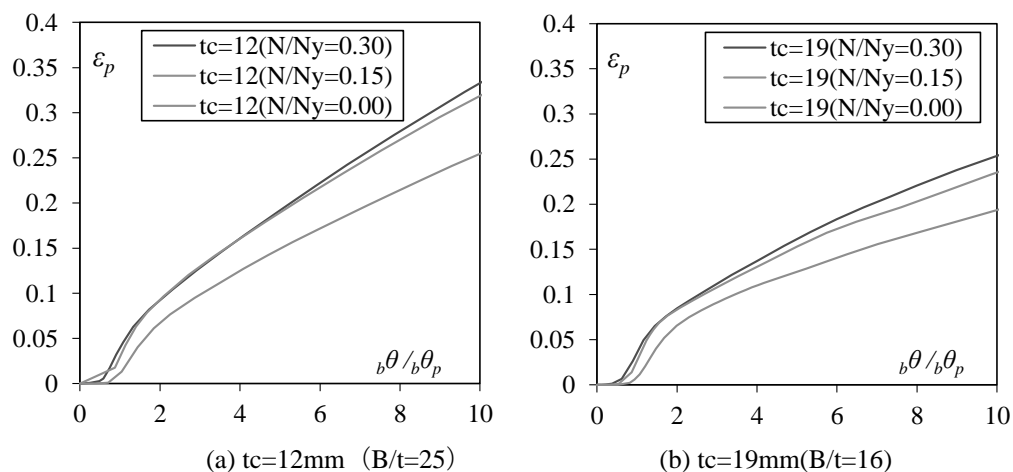 0.4
0.35
0.3
0.25
0.2
0.15
0.1
0.05
0
εp
tc=12(N/Ny=0.30)
tc=12(N/Ny=0.15)
tc=12(N/Ny=0.00)
bθ/bθp
0 2 4 6 8 10
(a) tc=12mm （B/t=25）
0.4
0.35
0.3
0.25
0.2
0.15
0.1
0.05
0
εp
tc=19(N/Ny=0.30)
tc=19(N/Ny=0.15)
tc=19(N/Ny=0.00)
bθ/bθp
0 2 4 6 8 10
(b) tc=19mm(B/t=16)